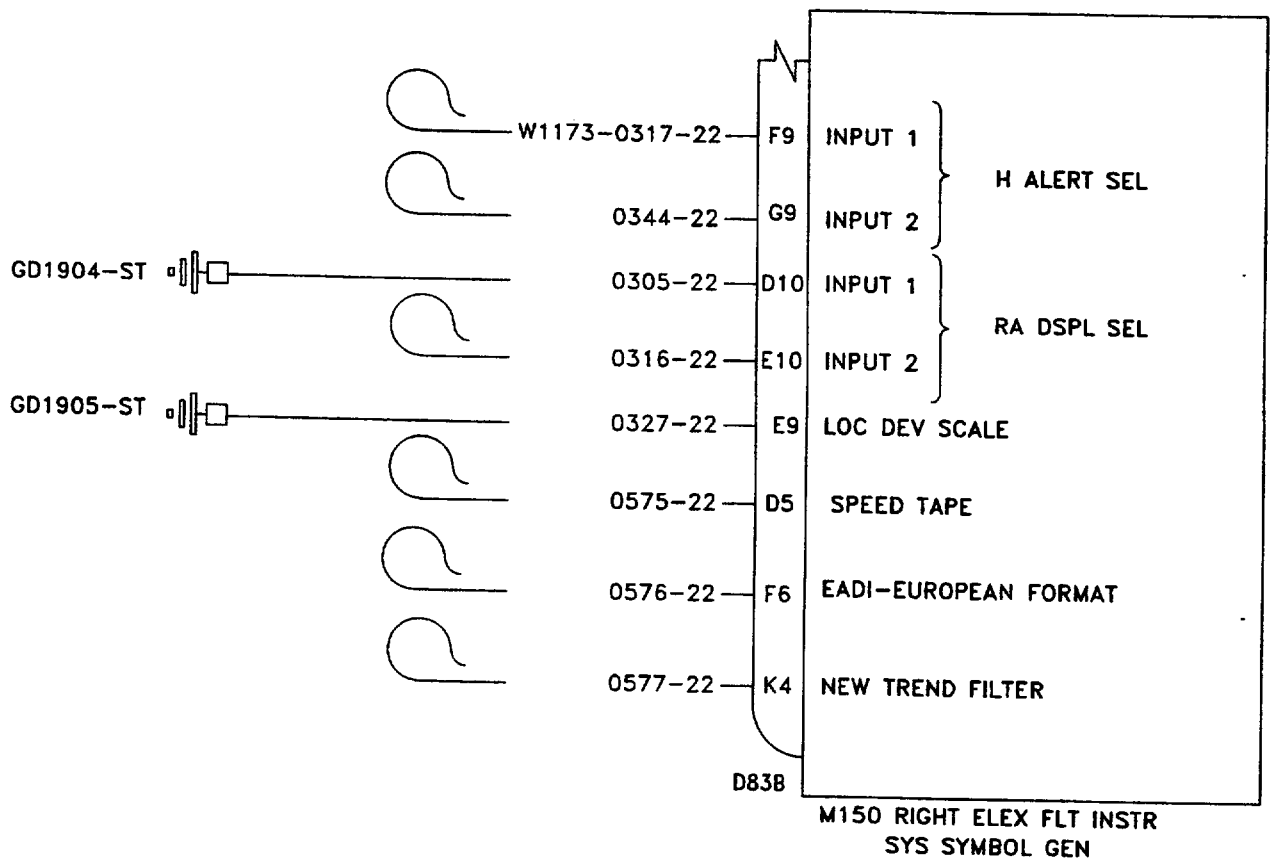 W1173-0317-22 F9 INPUT 1
H ALERT SEL
0344-22 G9 INPUT 2
GD1904-ST 0305-22 D10 INPUT 1
RA DSPL SEL
0316-22 E10 INPUT 2
GD1905-ST 0327-22 E9 LOC DEV SCALE
0575-22 D5 SPEED TAPE
0576-22 F6 EADI-EUROPEAN FORMAT
0577-22 K4 NEW TREND FILTER
D83B
M150 RIGHT ELEX FLT INSTR
SYS SYMBOL GEN